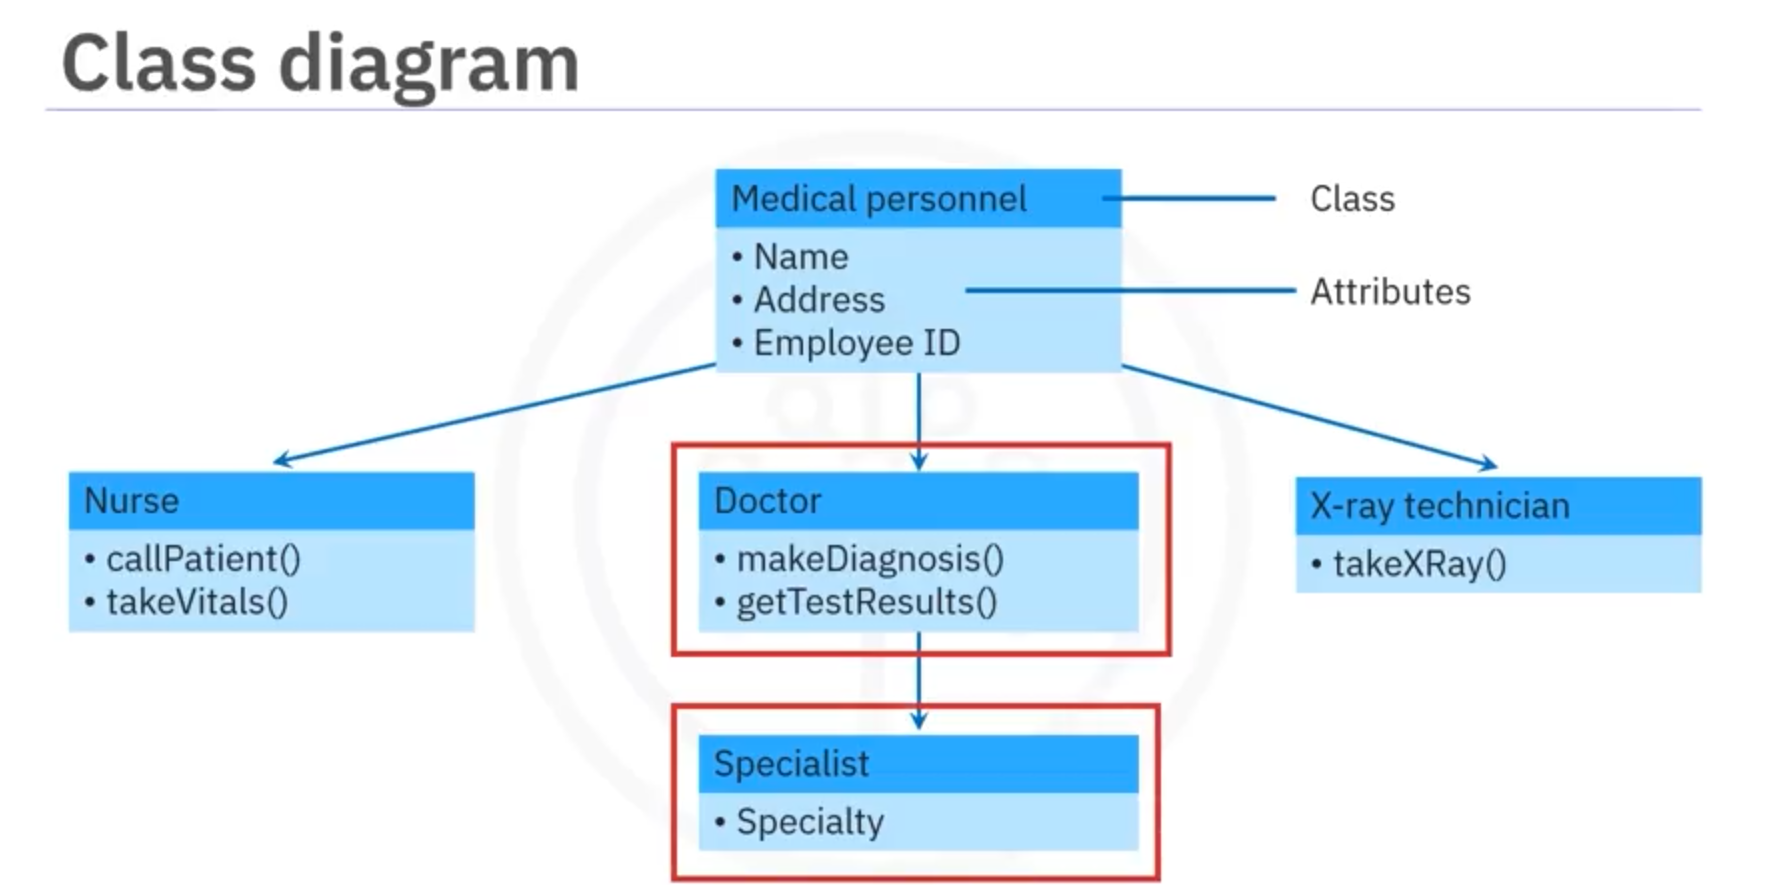 Class diagram
Medical personnel
Class
• Name
• Address
Attributes
• Employee ID
Nurse
• callPatient()
• takeVitals()
Doctor
• makeDiagnosis()
• getTestResults()
X-ray technician
• takeXRay()
Specialist
• Specialty